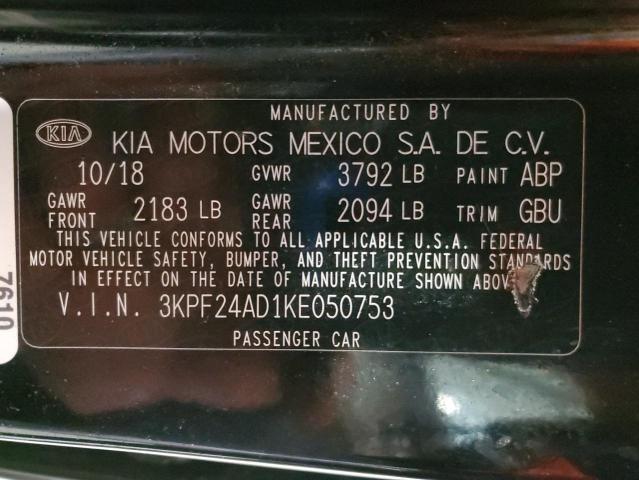 MANUFACTURED BY
KIA KIA MOTORS MEXICO S.A. DE C.V.
10/18 GVWR 3792 LB PAINT ABP
GAWR FRONT 2183 LB GAWR REAR 2094 LB TRIM GBU
THIS VEHICLE CONFORMS TO ALL APPLICABLE U.S.A. FEDERAL
MOTOR VEHICLE SAFETY, BUMPER, AND THEFT PREVENTION STANDARDS
IN EFFECT ON THE DATE OF MANUFACTURE SHOWN ABOVE
V.I.N. 3KPF24AD1KE050753
PASSENGER CAR
7610